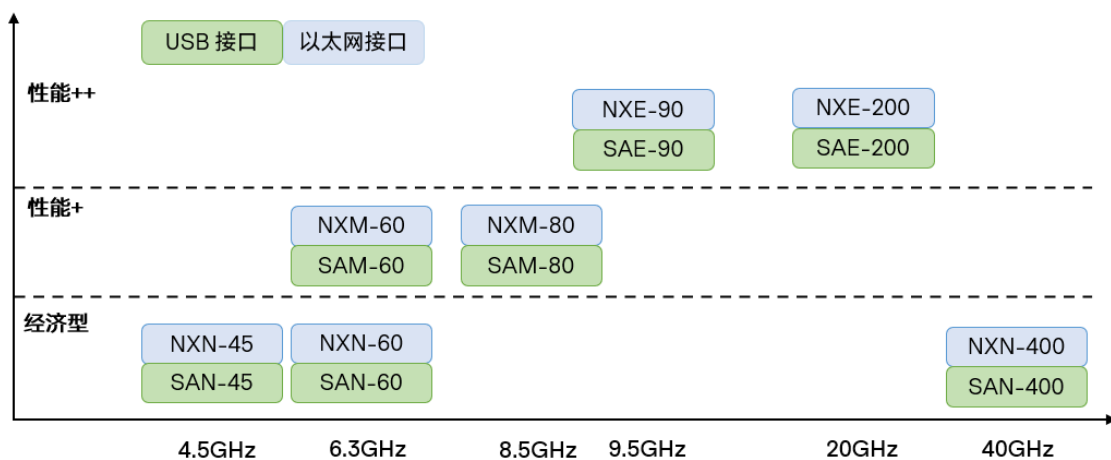 USB 接口 以太网接口
性能++
NXE-90 NXE-200
SAE-90 SAE-200
性能+
NXM-60 NXM-80
SAM-60 SAM-80
经济型
NXN-45 NXN-60 NXN-400
SAN-45 SAN-60 SAN-400
4.5GHz 6.3GHz 8.5GHz 9.5GHz 20GHz 40GHz